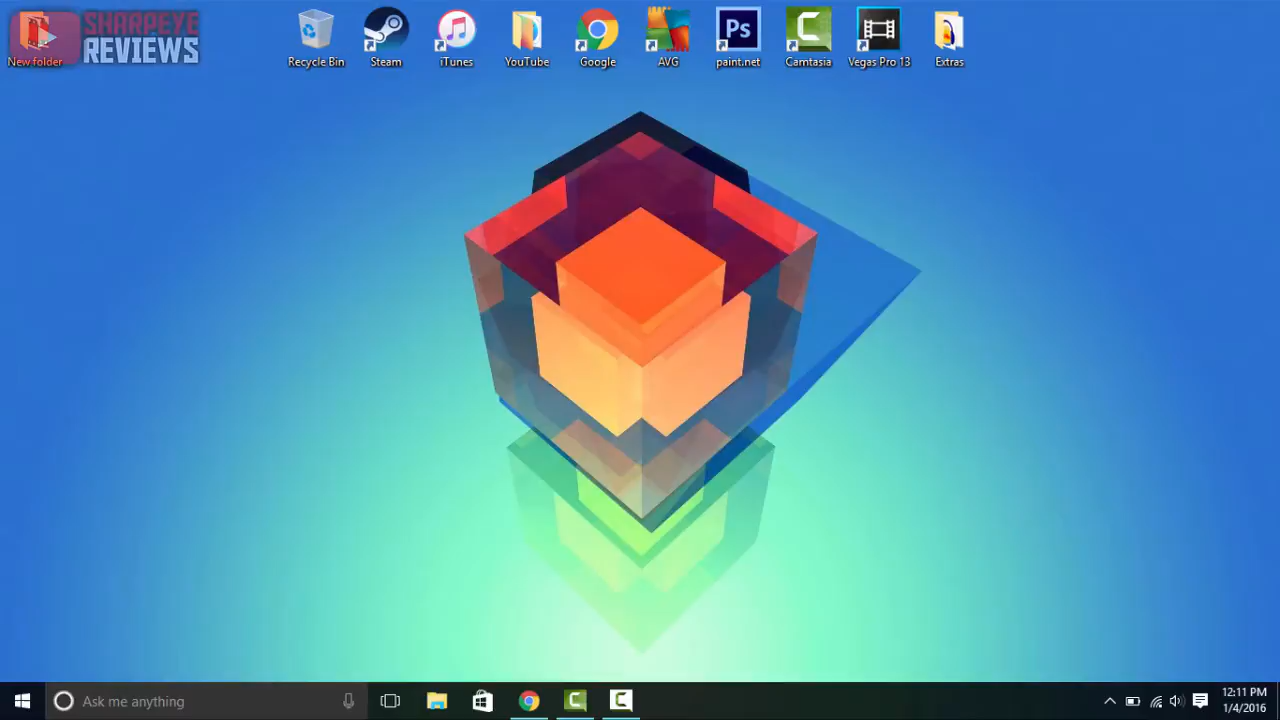 SHARPEYE
REVIEWS
New folder
Recycle Bin
Steam
iTunes
YouTube
Google
AVG
Ps
paint.net
Camtasia
Vegas Pro 13
Extras
Ask me anything
12:11 PM
1/4/2016